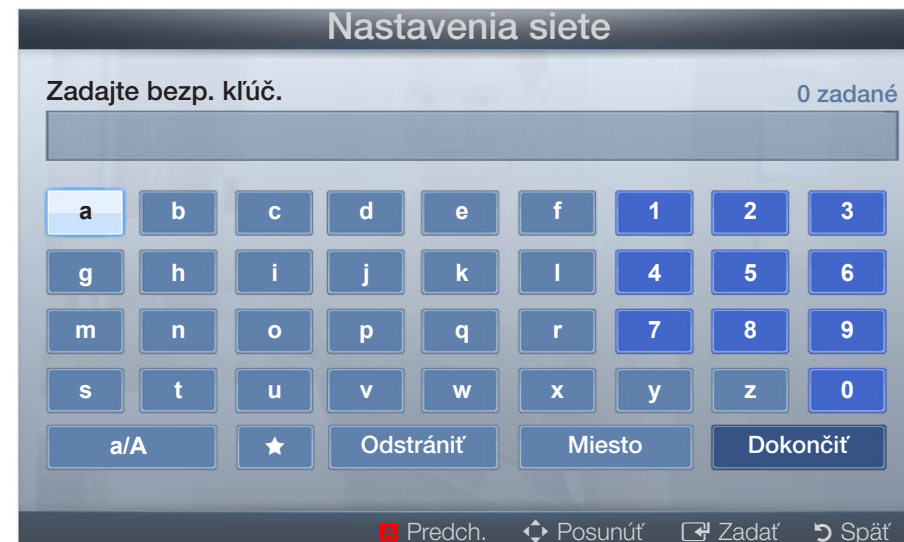 Nastavenia siete
Zadajte bezp. kľúč.
0 zadané
a b c d e f 1 2 3
g h i j k l 4 5 6
m n o p q r 7 8 9
s t u v w x y z 0
a/A ★ Odstrániť Miesto Dokončiť
A Predch. Posunúť Zadať Späť